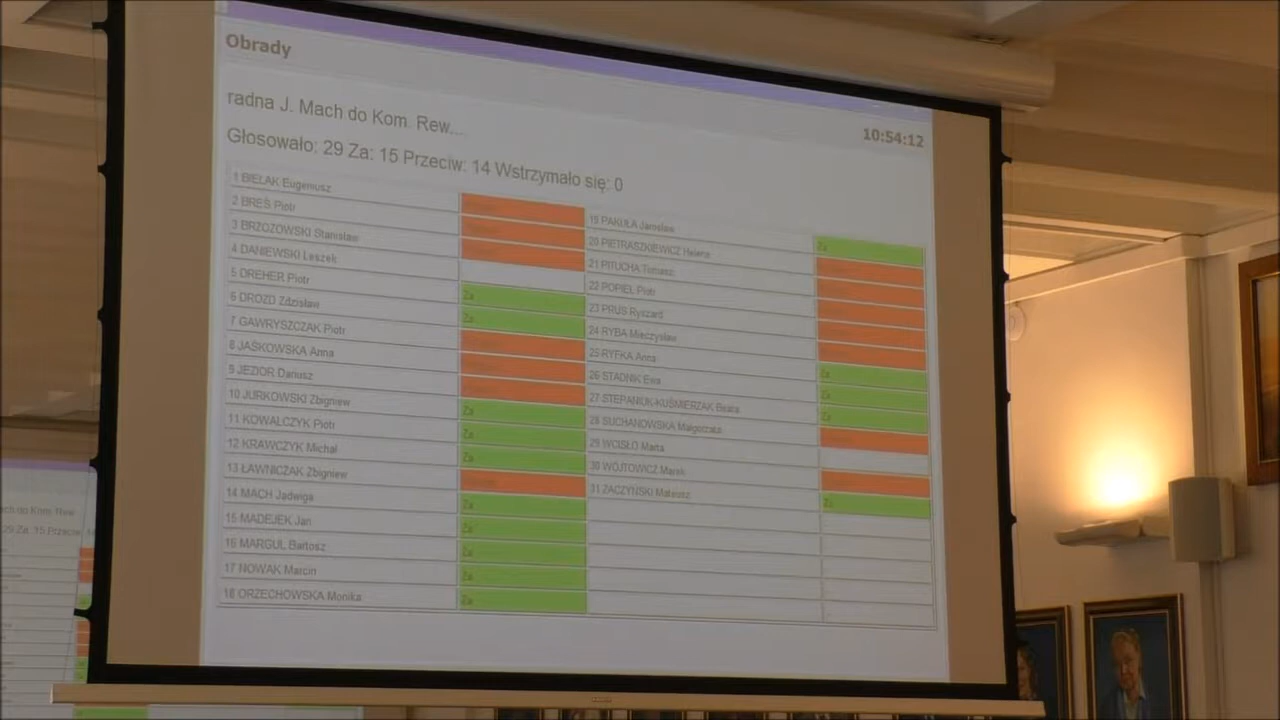 Obrady
10:54:12
radna J. Mach do Kom. Rew...
Głosowało: 29 Za: 15 Przeciw: 14 Wstrzymało się: 0
1 BIELAK Eugeniusz
2 BREŚ Piotr
3 BRZOZOWSKI Stanisław
4 DANIEWSKI Leszek
5 DREHER Piotr Za
6 DROZD Zdzisław Za
7 GAWRYSZCZAK Piotr
8 JAŚKOWSKA Anna
9 JEZIOR Dariusz
10 JURKOWSKI Zbigniew Za
11 KOWALCZYK Piotr Za
12 KRAWCZYK Michał Za
13 ŁAWNICZAK Zbigniew
14 MACH Jadwiga Za
15 MADEJEK Jan Za
16 MARGUL Bartosz Za
17 NOWAK Marcin Za
18 ORZECHOWSKA Monika Za
19 PAKUŁA Jarosław Za
20 PIETRASZKIEWICZ Helena
21 PITUCHA Tomasz
22 POPIEL Piotr
23 PRUS Ryszard
24 RYBA Mieczysław
25 RYFKA Anna Za
26 STADNIK Ewa Za
27 STEPANIUK-KUŚMIERZAK Beata Za
28 SUCHANOWSKA Małgorzata
29 WCISŁO Marta
30 WÓJTOWICZ Marek
31 ZACZYŃSKI Mateusz Za